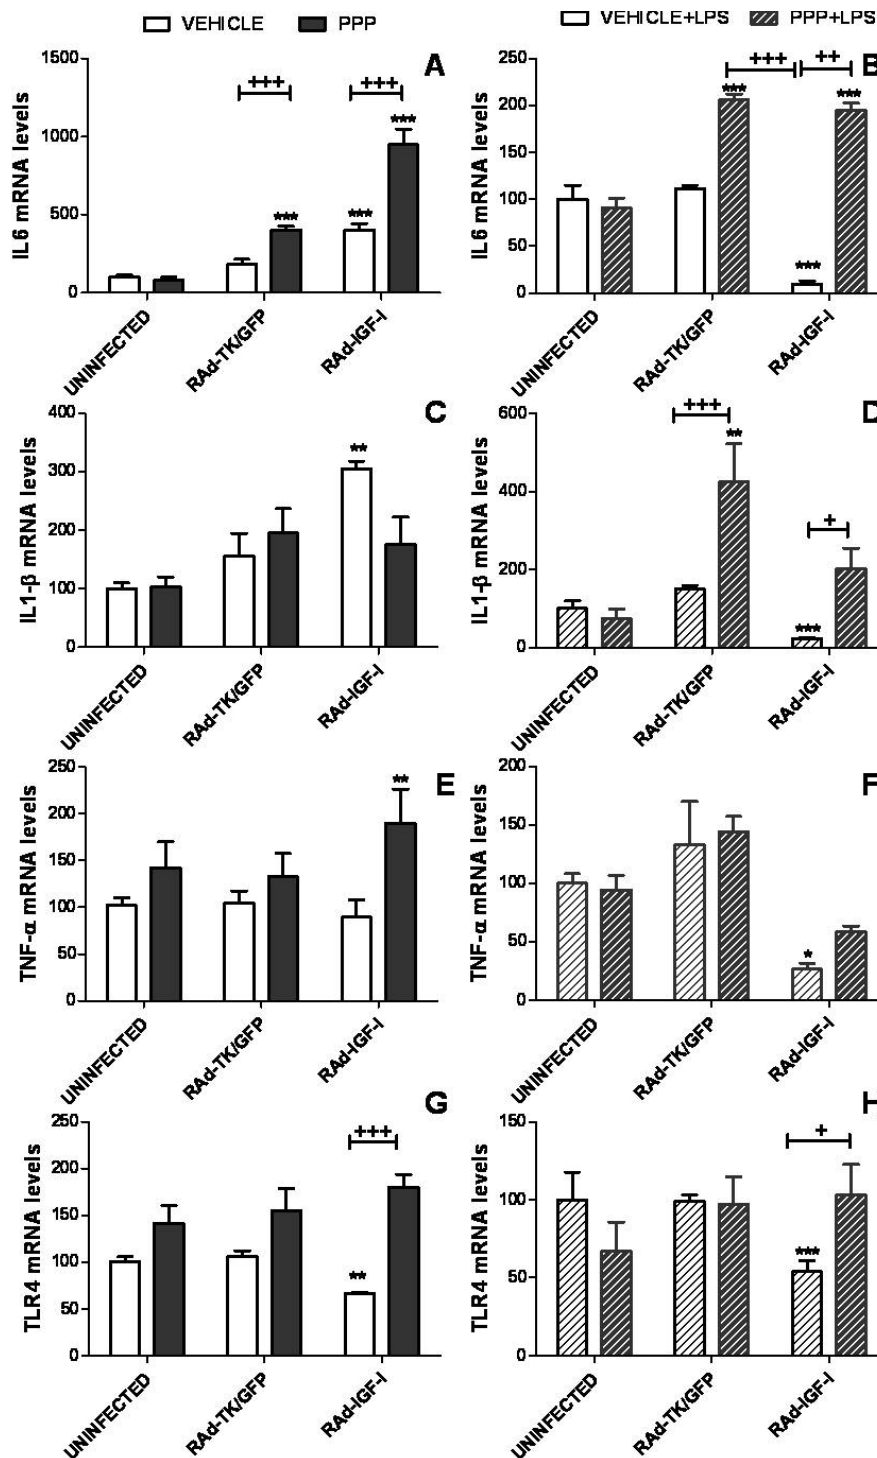 VEHICLE PPP
VEHICLE+LPS PPP+LPS
A
IL6 mRNA levels
1500
1000
500
0
+++
+++
***
***
***
UNINFECTED
RAd-TK/GFP
RAd-IGF-I
B
IL6 mRNA levels
250
200
150
100
50
0
+++
++
***
***
***
UNINFECTED
RAd-TK/GFP
RAd-IGF-I
C
IL1-β mRNA levels
400
300
200
100
0
**
UNINFECTED
RAd-TK/GFP
RAd-IGF-I
D
IL1-β mRNA levels
600
400
200
0
+++
**
+
***
UNINFECTED
RAd-TK/GFP
RAd-IGF-I
E
TNF-α mRNA levels
250
200
150
100
50
0
**
UNINFECTED
RAd-TK/GFP
RAd-IGF-I
F
TNF-α mRNA levels
200
150
100
50
0
*
UNINFECTED
RAd-TK/GFP
RAd-IGF-I
G
TLR4 mRNA levels
250
200
150
100
50
0
+++
**
UNINFECTED
RAd-TK/GFP
RAd-IGF-I
H
TLR4 mRNA levels
150
100
50
0
+
***
UNINFECTED
RAd-TK/GFP
RAd-IGF-I